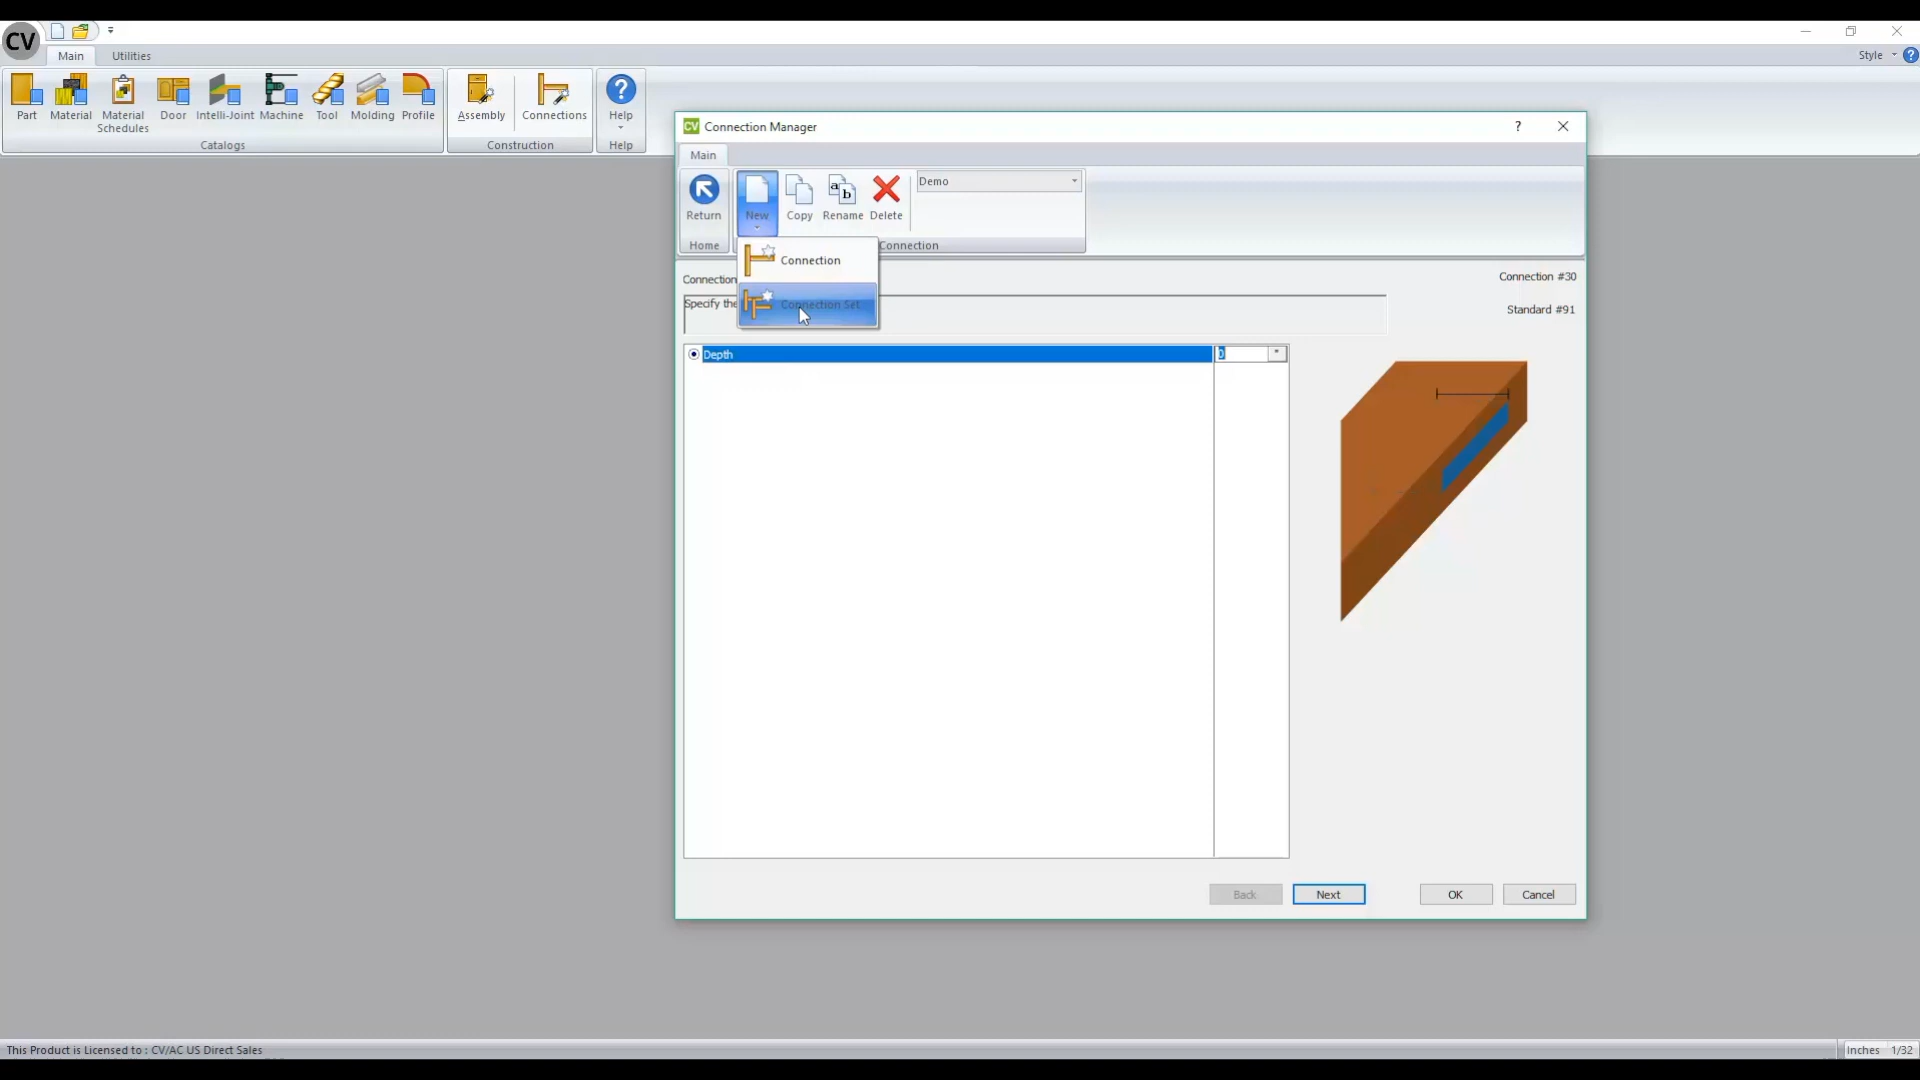 CV
Main Utilities Style
Part Material Material Schedules Door Intelli-Joint Machine Tool Molding Profile Assembly Connections Help
Catalogs Construction Help
CV Connection Manager ?
Main
Return New Copy Rename Delete Demo
Home Connection
Connection
Connection Set
Connection Connection #30
Specify the Standard #91
Depth 0 *
Back Next OK Cancel
This Product is Licensed to : CV/AC US Direct Sales Inches 1/32